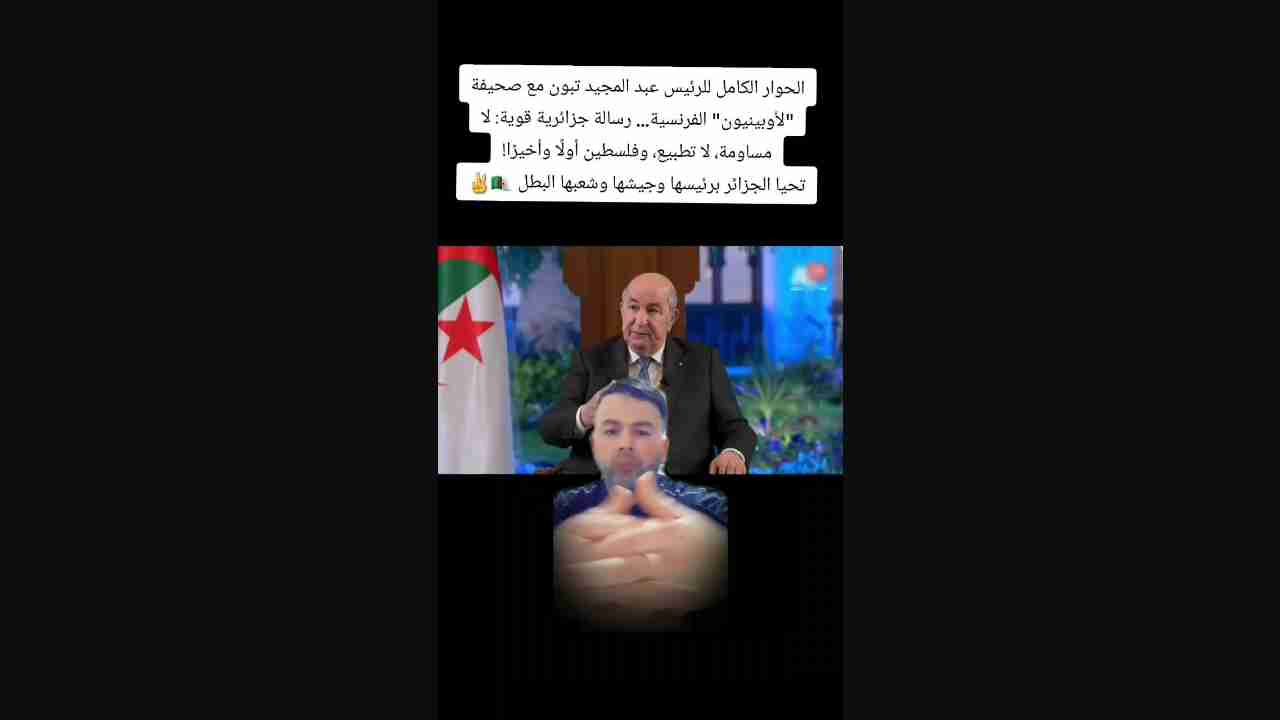 الحوار الكامل للرئيس عبد المجيد تبون مع صحيفة
"لأوبينيون" الفرنسية... رسالة جزائرية قوية: لا
مساومة، لا تطبيع، وفلسطين أولًا وأخيرًا!
تحيا الجزائر برئيسها وجيشها وشعبها البطل 🇩🇿✌️